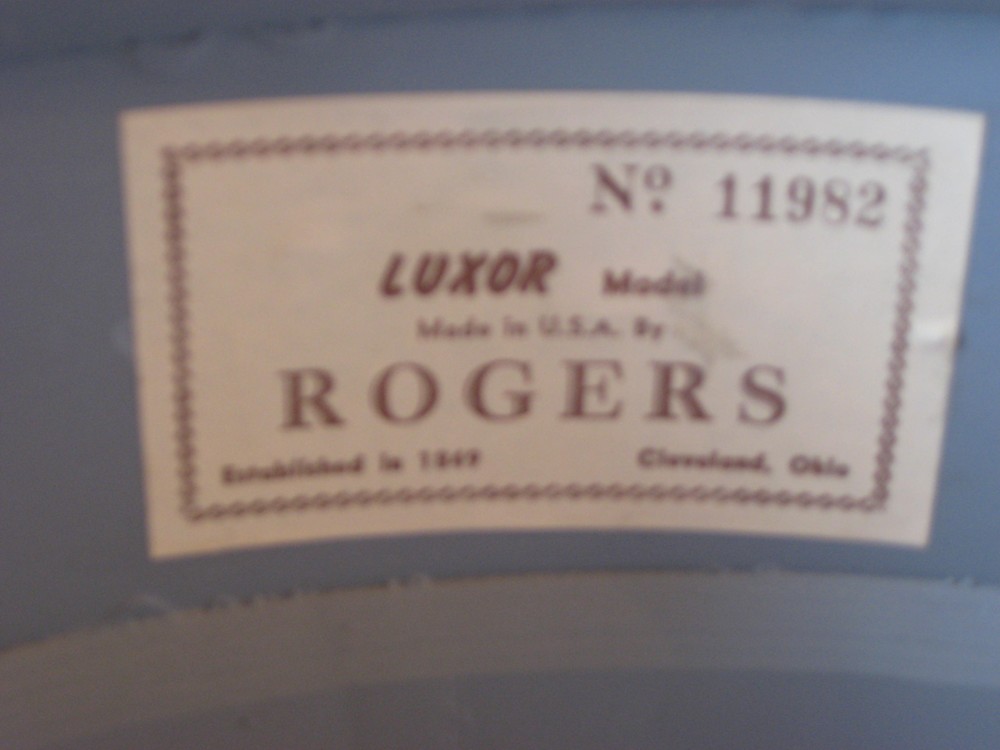 Nº 11982
LUXOR Model
Made in U.S.A. By
ROGERS
Established in 1849 Cleveland, Ohio